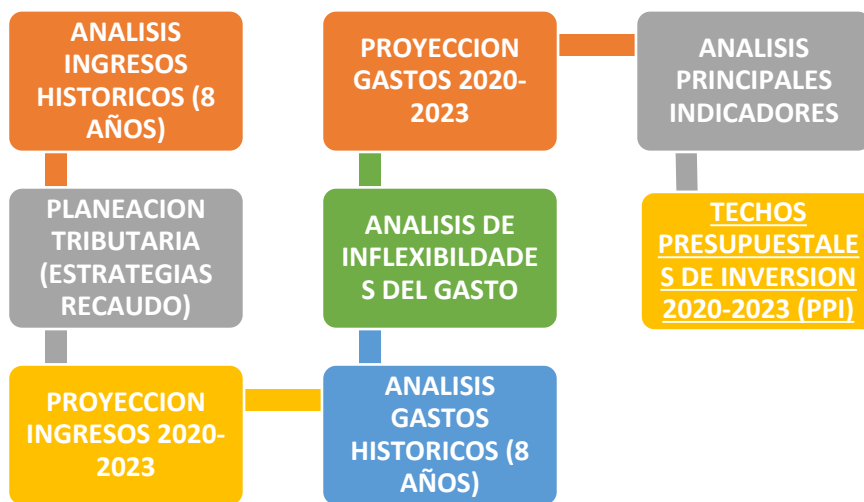 ANALISIS
INGRESOS
HISTORICOS (8
AÑOS)
PLANEACION
TRIBUTARIA
(ESTRATEGIAS
RECAUDO)
PROYECCION
INGRESOS 2020-
2023
ANALISIS
GASTOS
HISTORICOS (8
AÑOS)
ANALISIS DE
INFLEXIBILDADE
S DEL GASTO
PROYECCION
GASTOS 2020-
2023
ANALISIS
PRINCIPALES
INDICADORES
TECHOS
PRESUPUESTALE
S DE INVERSION
2020-2023 (PPI)